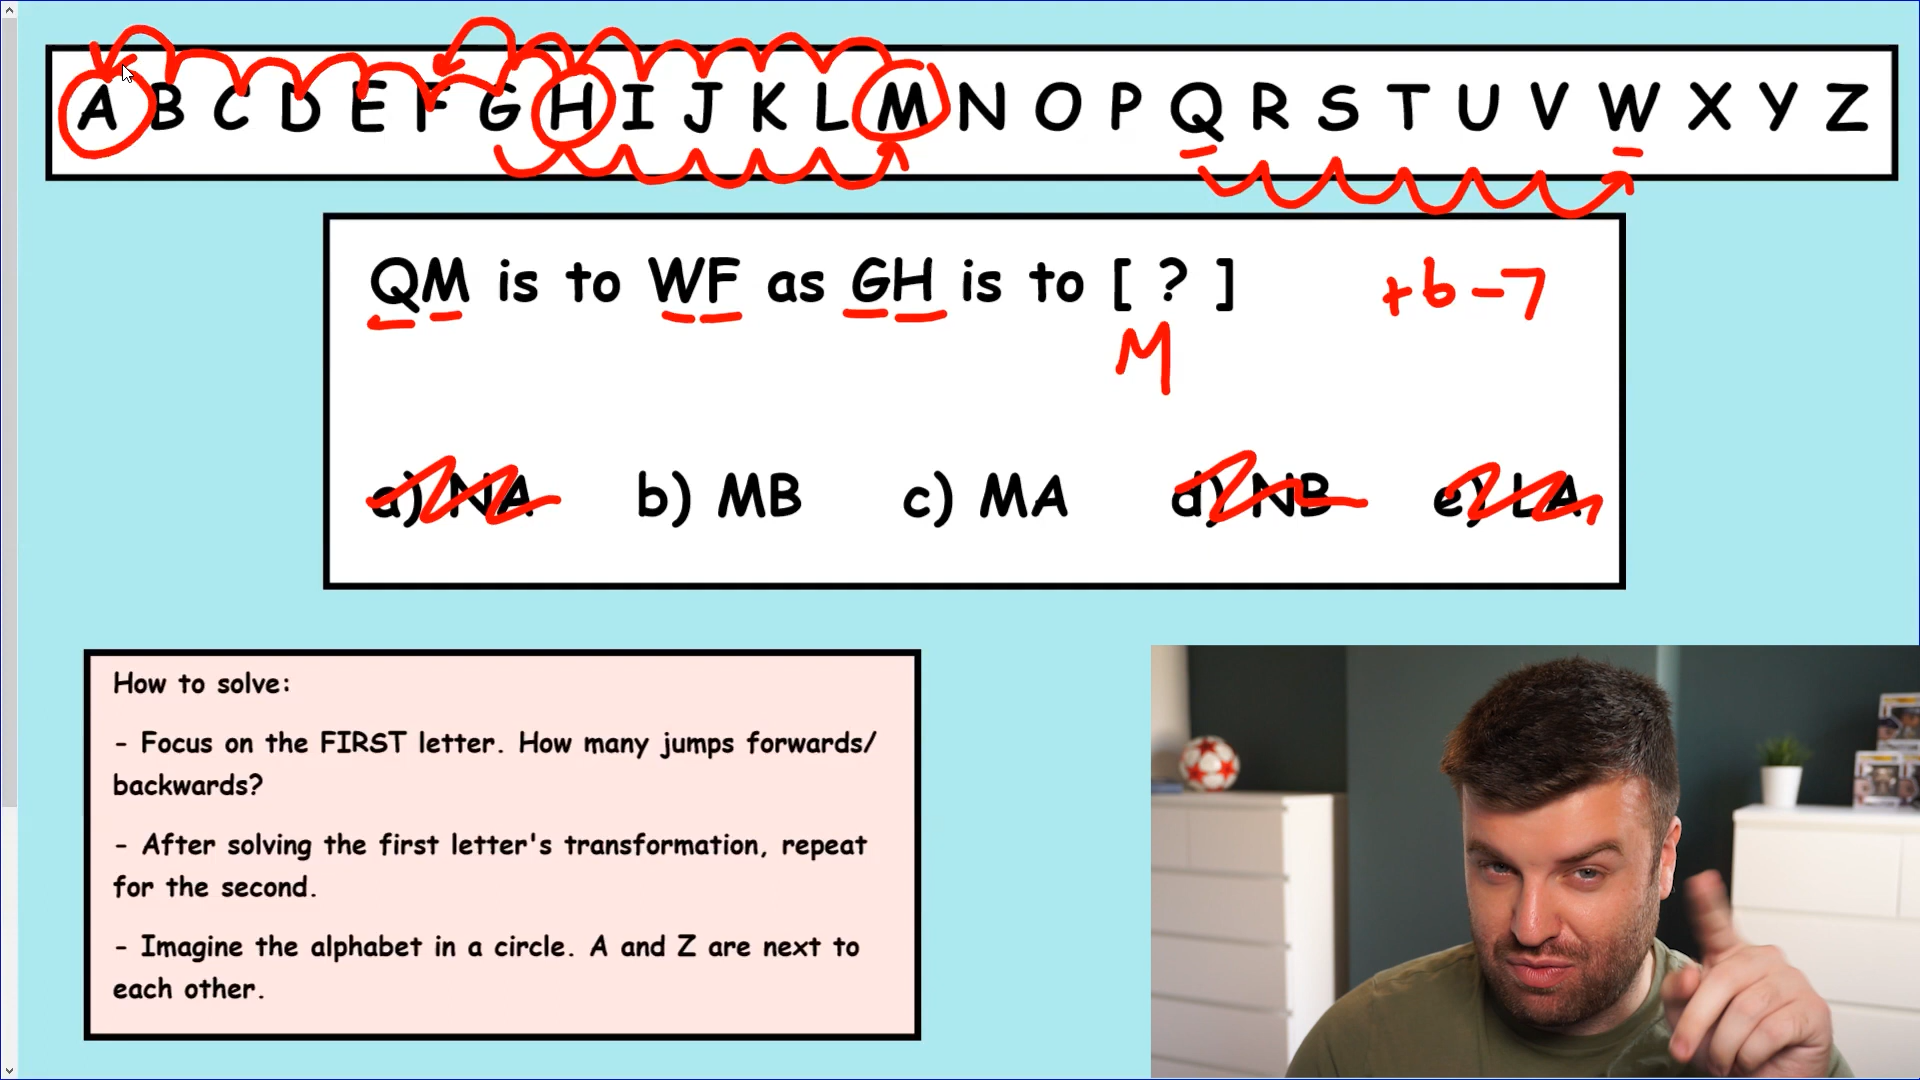 A B C D E F G H I J K L M N O P Q R S T U V W X Y Z
QM is to WF as GH is to [ ? ] +6-7
M
a) NA b) MB c) MA d) NB e) LA
How to solve:
- Focus on the FIRST letter. How many jumps forwards/
backwards?
- After solving the first letter's transformation, repeat
for the second.
- Imagine the alphabet in a circle. A and Z are next to
each other.